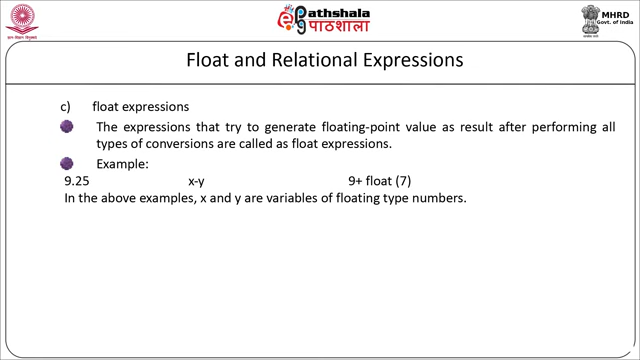 Pathshala
पाठशाला
MHRD
Govt. of India
Float and Relational Expressions
c) float expressions
The expressions that try to generate floating-point value as result after performing all
types of conversions are called as float expressions.
Example:
9.25 x-y 9+ float (7)
In the above examples, x and y are variables of floating type numbers.